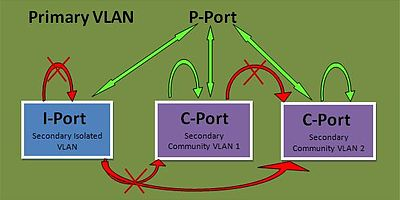 Primary VLAN
P-Port
I-Port
Secondary Isolated
VLAN
C-Port
Secondary
Community VLAN 1
C-Port
Secondary
Community VLAN 2